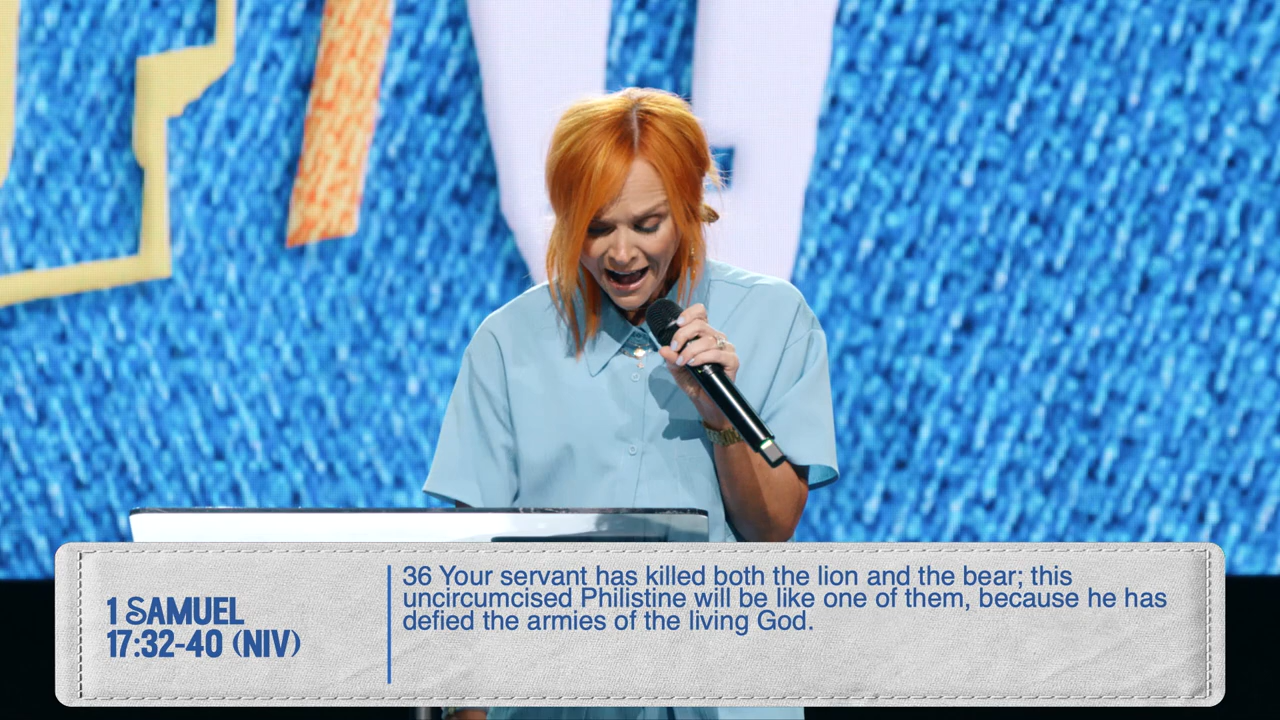 1 SAMUEL
17:32-40 (NIV)
36 Your servant has killed both the lion and the bear; this
uncircumcised Philistine will be like one of them, because he has
defied the armies of the living God.